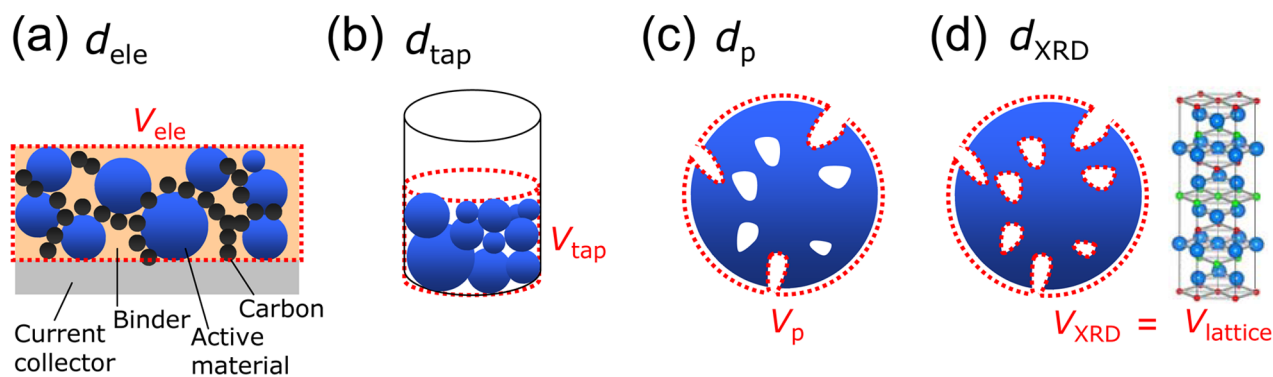 (a) dele
(b) dtap
(c) dp
(d) dXRD
Vele
Current
collector
Binder
Active
material
Carbon
Vtap
Vp
VXRD = Vlattice